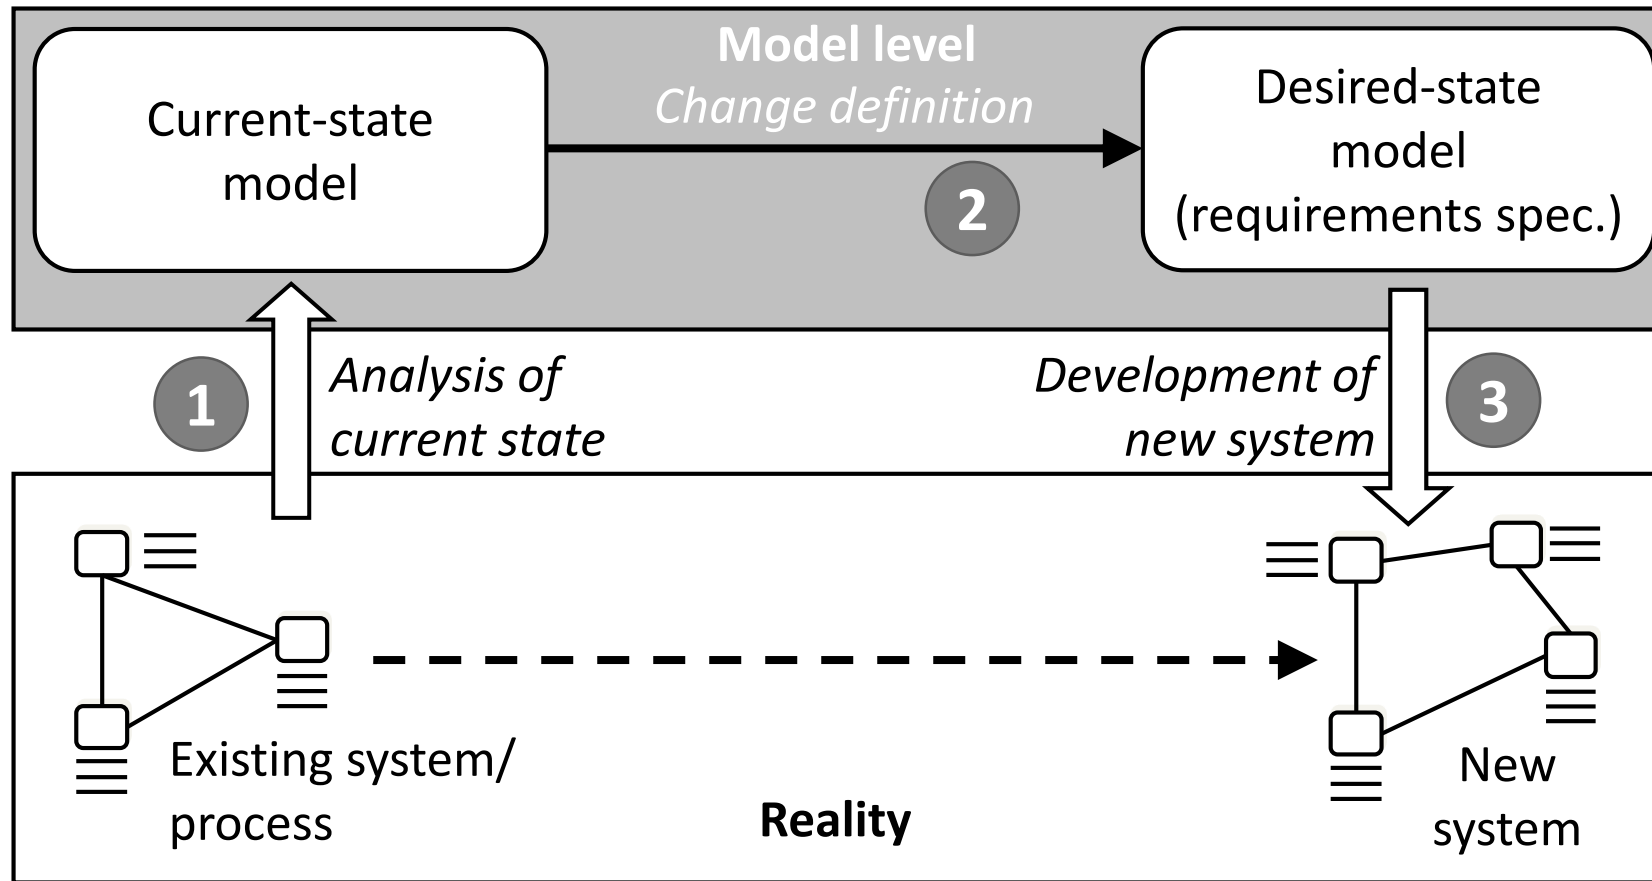 Model level
Change definition
Current-state
model
Desired-state
model
(requirements spec.)
2
1
Analysis of
current state
Development of
new system
3
Existing system/
process
Reality
New
system